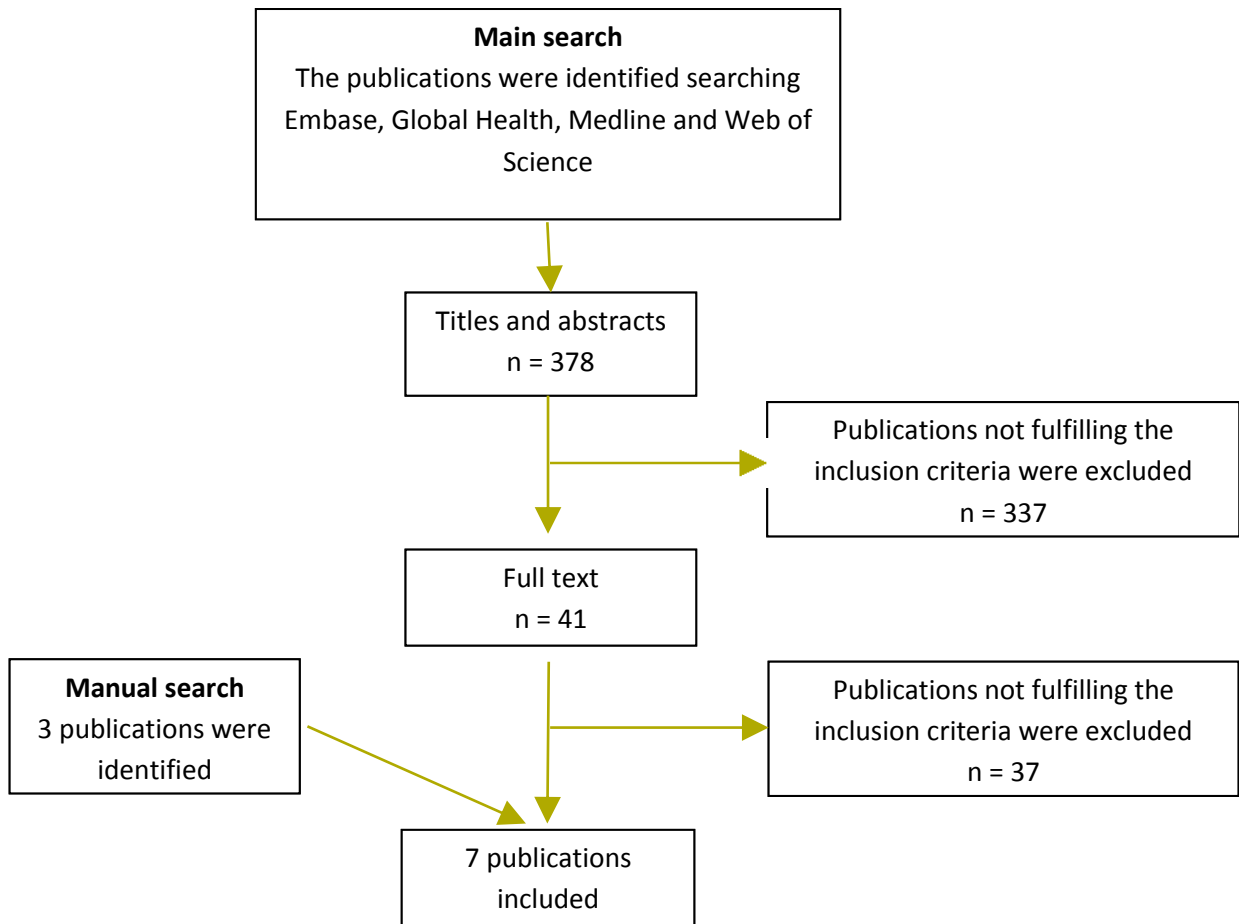 Main search
The publications were identified searching
Embase, Global Health, Medline and Web of
Science
Titles and abstracts
n = 378
Publications not fulfilling the
inclusion criteria were excluded
n = 337
Full text
n = 41
Manual search
3 publications were
identified
Publications not fulfilling the
inclusion criteria were excluded
n = 37
7 publications
included